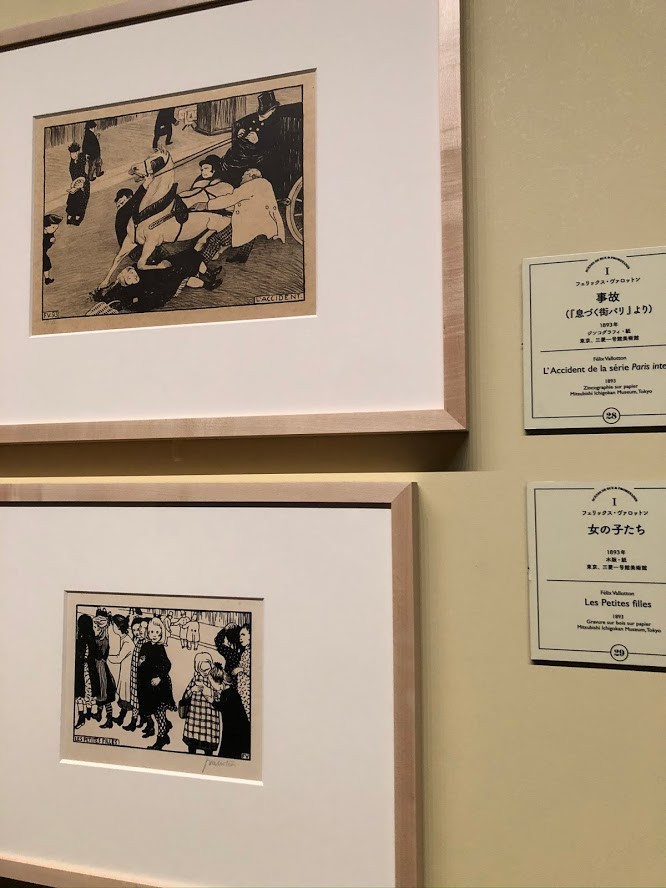 L'ACCIDENT
I
フェリックス・ヴァロットン
事故
(『息づく街パリ』より)
1893年
ジンコグラフィ・紙
東京、三菱一号館美術館
Félix Vallotton
L'Accident de la série Paris inte
1893
Zincographie sur papier
Mitsubishi Ichigokan Museum, Tokyo
28
LES PETITES FILLES
FV
I
フェリックス・ヴァロットン
女の子たち
1893年
木版・紙
東京、三菱一号館美術館
Félix Vallotton
Les Petites filles
1893
Gravure sur bois sur papier
Mitsubishi Ichigokan Museum, Tokyo
29